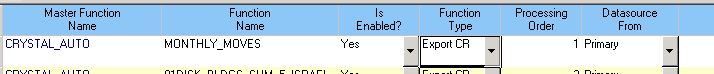 Master Function Name Function Name Is Enabled? Function Type Processing Order Datasource From
CRYSTAL_AUTO MONTHLY_MOVES Yes Export CR 1 Primary